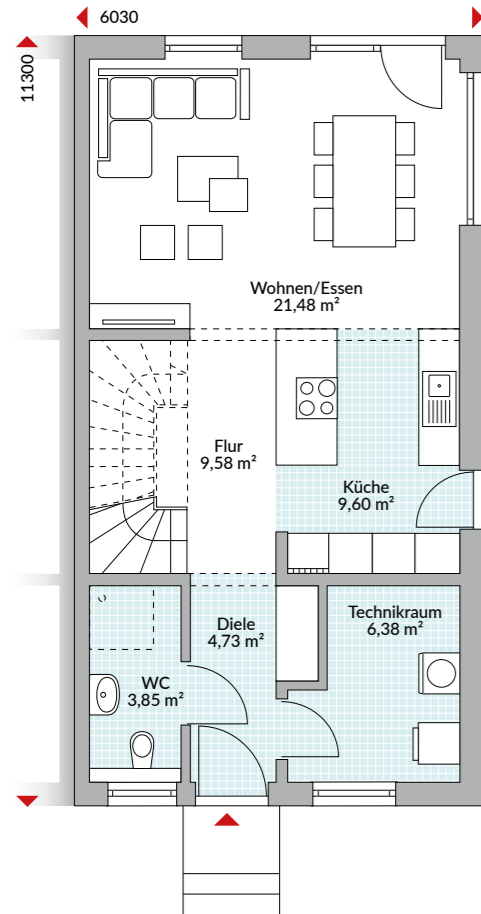 6030
11300
Wohnen/Essen
21,48 m²
Flur
9,58 m²
Küche
9,60 m²
Diele
4,73 m²
Technikraum
6,38 m²
WC
3,85 m²